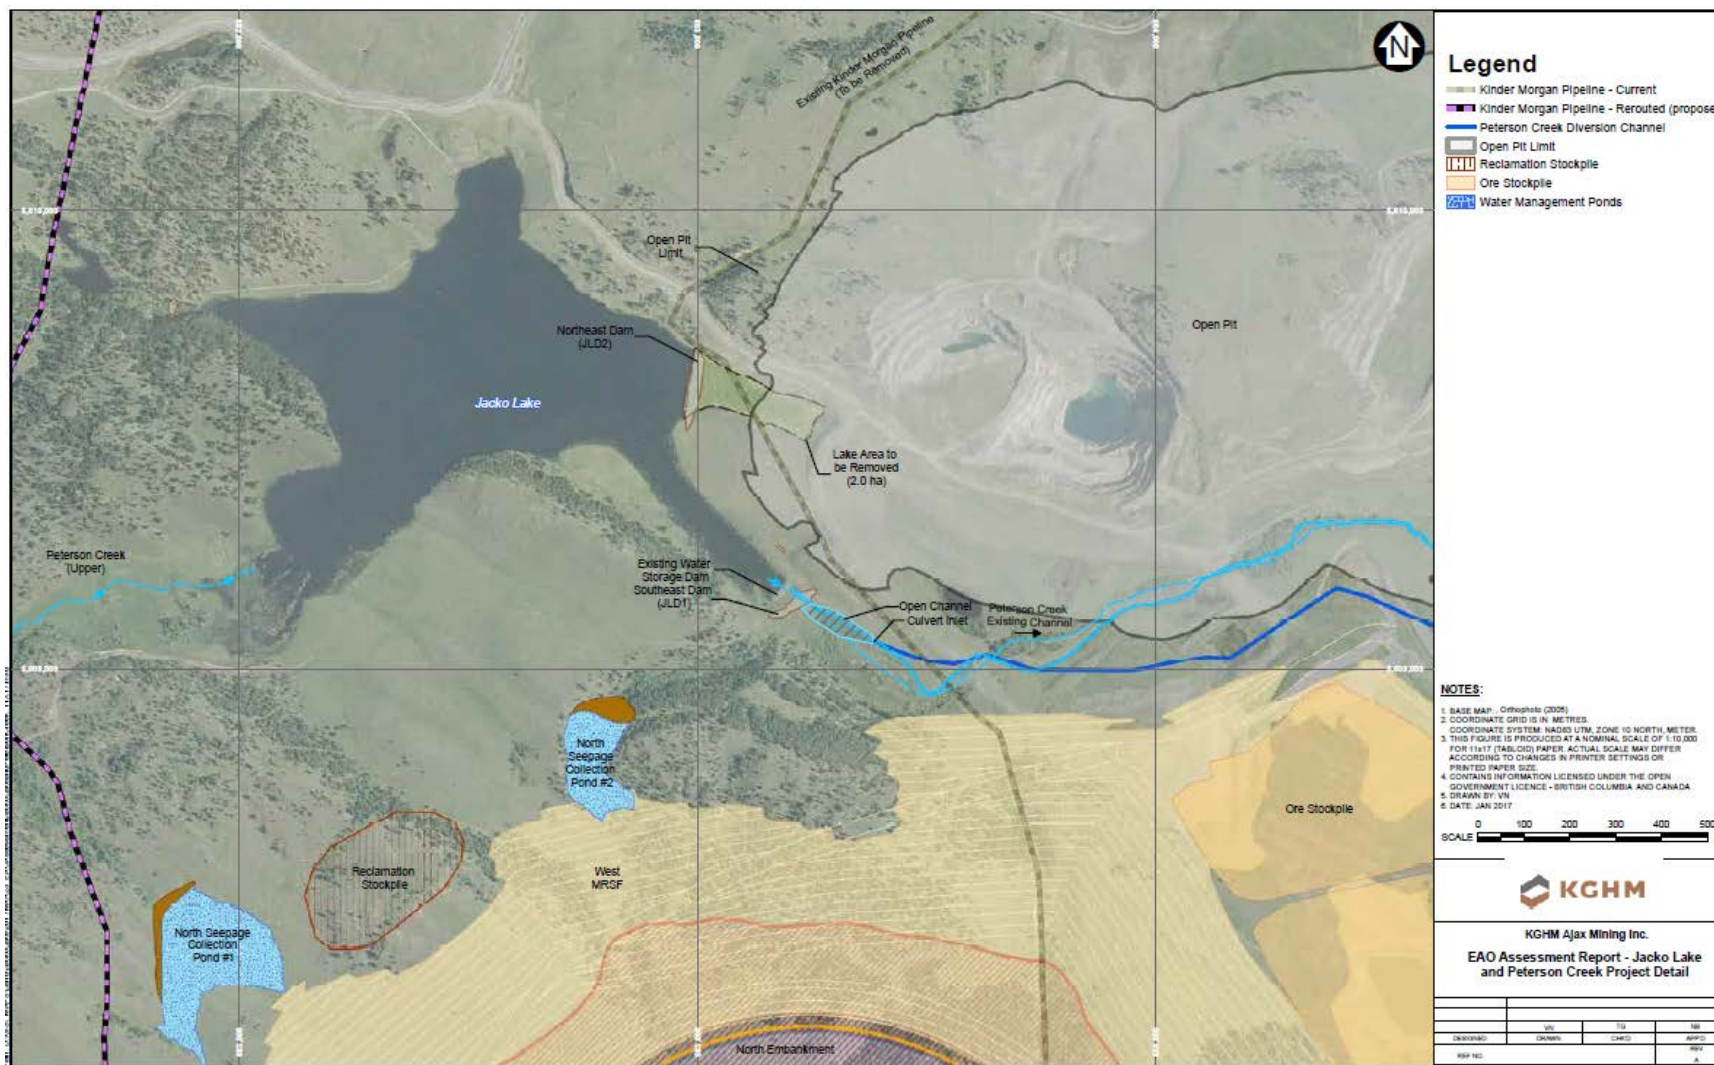 Existing Kinder Morgan Pipeline
(To be Removed)
N
Open Pit
Limit
Northeast Dam
(JLD2)
Open Pit
Jacko Lake
Lake Area to
be Removed
(2.0 ha)
Peterson Creek
(Upper)
Existing Water
Storage Dam
Southeast Dam
(JLD1)
Open Channel
Culvert Inlet
Peterson Creek
Existing Channel
North
Seepage
Collection
Pond #2
Ore Stockpile
Reclamation
Stockpile
West
MRSF
North Seepage
Collection
Pond #1
North Embankment
Legend
Kinder Morgan Pipeline - Current
Kinder Morgan Pipeline - Rerouted (propose
Peterson Creek Diversion Channel
Open Pit Limit
Reclamation Stockpile
Ore Stockpile
Water Management Ponds
NOTES:
1. BASE MAP: . Orthophoto (2005)
2. COORDINATE GRID IS IN METRES.
COORDINATE SYSTEM: NAD83 UTM, ZONE 10 NORTH, METER.
3. THIS FIGURE IS PRODUCED AT A NOMINAL SCALE OF 1:10,000
FOR 11x17 (TABLOID) PAPER. ACTUAL SCALE MAY DIFFER
ACCORDING TO CHANGES IN PRINTER SETTINGS OR
PRINTED PAPER SIZE.
4. CONTAINS INFORMATION LICENSED UNDER THE OPEN
GOVERNMENT LICENCE - BRITISH COLUMBIA AND CANADA
5. DRAWN BY: VN
6. DATE: JAN 2017
0 100 200 300 400 500
SCALE
KGHM
KGHM Ajax Mining Inc.
EAO Assessment Report - Jacko Lake
and Peterson Creek Project Detail
VN TG NB
DESIGNED DRAWN CHK'D APP'D
REF NO. REV
A